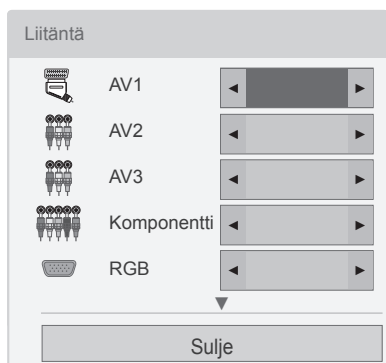 Liitäntä
AV1
AV2
AV3
Komponentti
RGB
Sulje